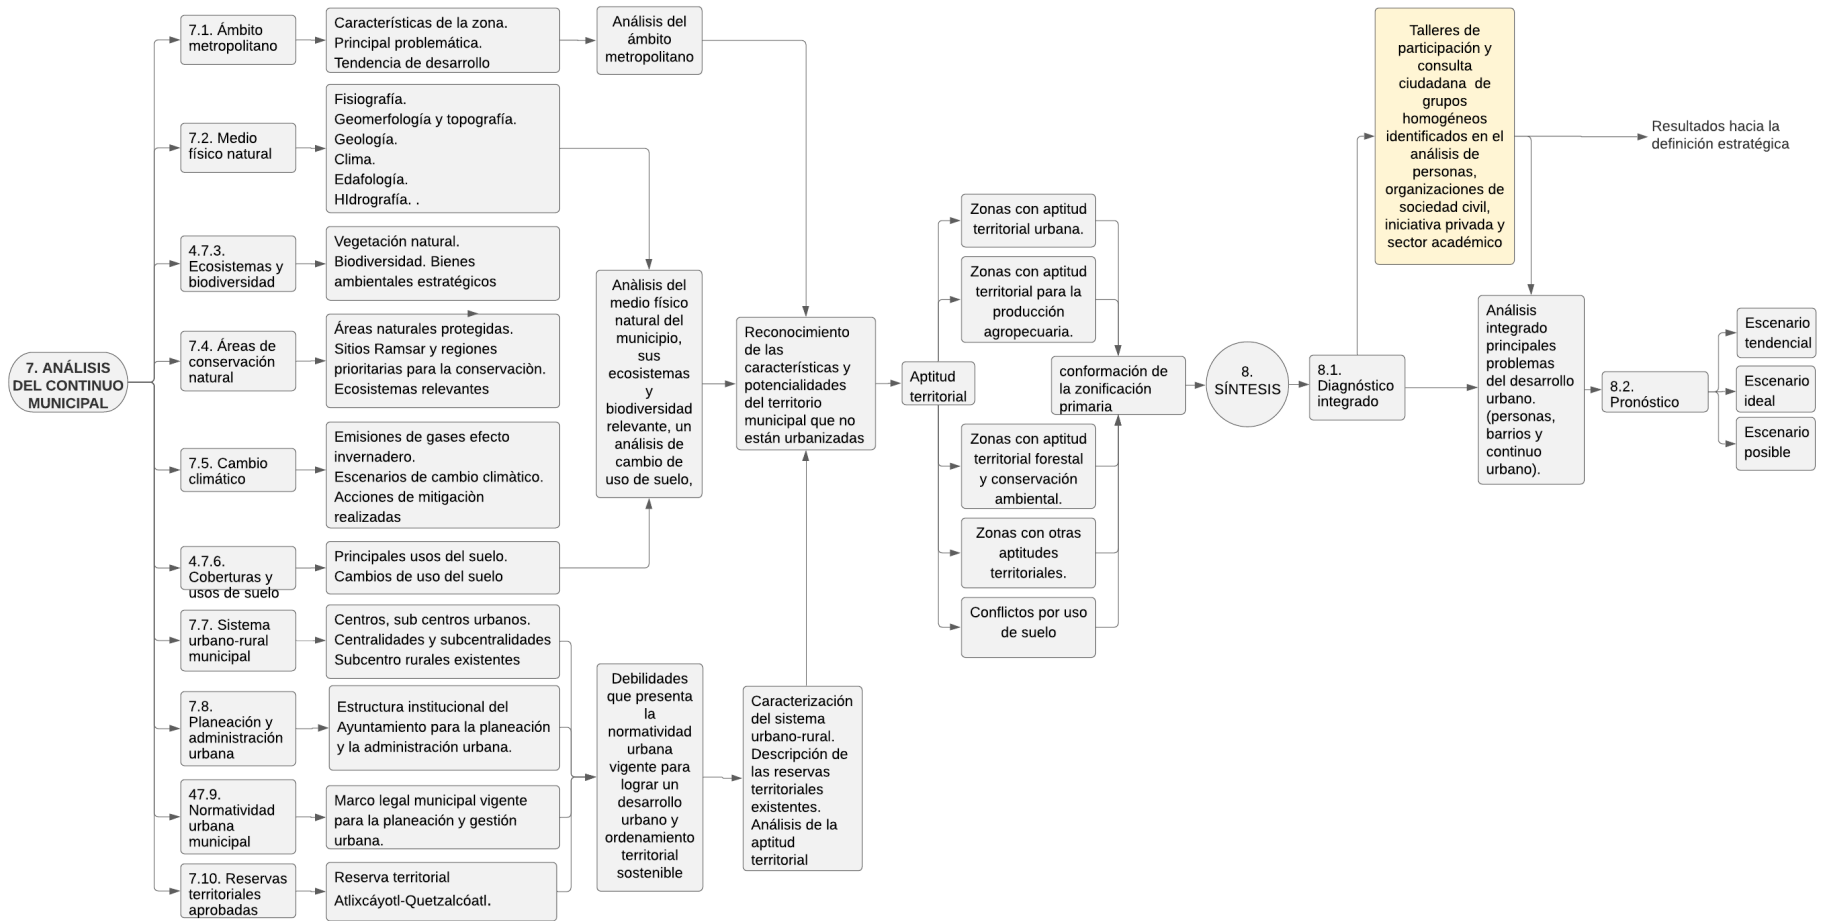 7. ANÁLISIS
DEL CONTINUO
MUNICIPAL
7.1. Ámbito
metropolitano
Características de la zona.
Principal problemática.
Tendencia de desarrollo
Análisis del
ámbito
metropolitano
7.2. Medio
físico natural
Fisiografía.
Geomerfología y topografía.
Geología.
Clima.
Edafología.
HIdrografía. .
4.7.3.
Ecosistemas y
biodiversidad
Vegetación natural.
Biodiversidad. Bienes
ambientales estratégicos
7.4. Áreas de
conservación
natural
Áreas naturales protegidas.
Sitios Ramsar y regiones
prioritarias para la conservaciòn.
Ecosistemas relevantes
7.5. Cambio
climático
Emisiones de gases efecto
invernadero.
Escenarios de cambio climàtico.
Acciones de mitigaciòn
realizadas
4.7.6.
Coberturas y
usos de suelo
Principales usos del suelo.
Cambios de uso del suelo
7.7. Sistema
urbano-rural
municipal
Centros, sub centros urbanos.
Centralidades y subcentralidades
Subcentro rurales existentes
7.8.
Planeación y
administración
urbana
Estructura institucional del
Ayuntamiento para la planeación
y la administración urbana.
47.9.
Normatividad
urbana
municipal
Marco legal municipal vigente
para la planeación y gestión
urbana.
7.10. Reservas
territoriales
aprobadas
Reserva territorial
Atlixcáyotl-Quetzalcóatl.
Anàlisis del
medio físico
natural del
municipio,
sus
ecosistemas
y
biodiversidad
relevante, un
análisis de
cambio de
uso de suelo,
Debilidades
que presenta
la
normatividad
urbana
vigente para
lograr un
desarrollo
urbano y
ordenamiento
territorial
sostenible
Reconocimiento
de las
características y
potencialidades
del territorio
municipal que no
están urbanizadas
Caracterización
del sistema
urbano-rural.
Descripción de
las reservas
territoriales
existentes.
Análisis de la
aptitud
territorial
Aptitud
territorial
Zonas con aptitud
territorial urbana.
Zonas con aptitud
territorial para la
producción
agropecuaria.
Zonas con aptitud
territorial forestal
y conservación
ambiental.
Zonas con otras
aptitudes
territoriales.
Conflictos por uso
de suelo
conformación de
la zonificación
primaria
8.
SÍNTESIS
8.1.
Diagnóstico
integrado
Talleres de
participación y
consulta
ciudadana de
grupos
homogéneos
identificados en el
análisis de
personas,
organizaciones de
sociedad civil,
iniciativa privada y
sector académico
Resultados hacia la
definición estratégica
Análisis
integrado
principales
problemas
del desarrollo
urbano.
(personas,
barrios y
continuo
urbano).
8.2.
Pronóstico
Escenario
tendencial
Escenario
ideal
Escenario
posible